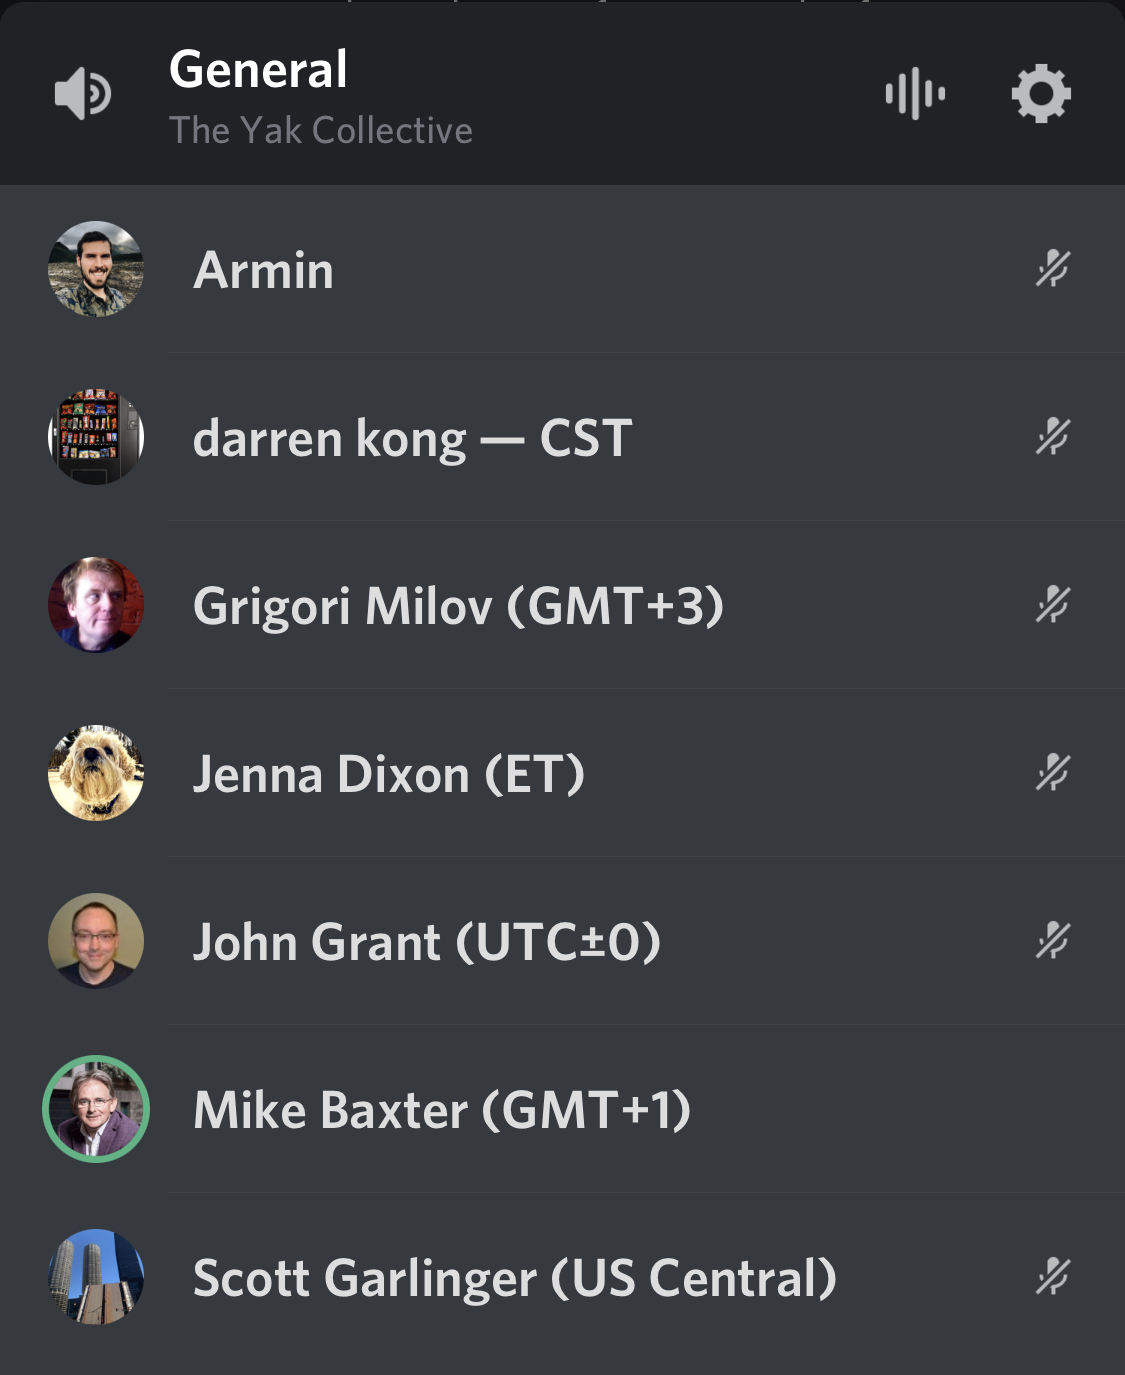 General
The Yak Collective
Armin
darren kong — CST
Grigori Milov (GMT+3)
Jenna Dixon (ET)
John Grant (UTC±0)
Mike Baxter (GMT+1)
Scott Garlinger (US Central)